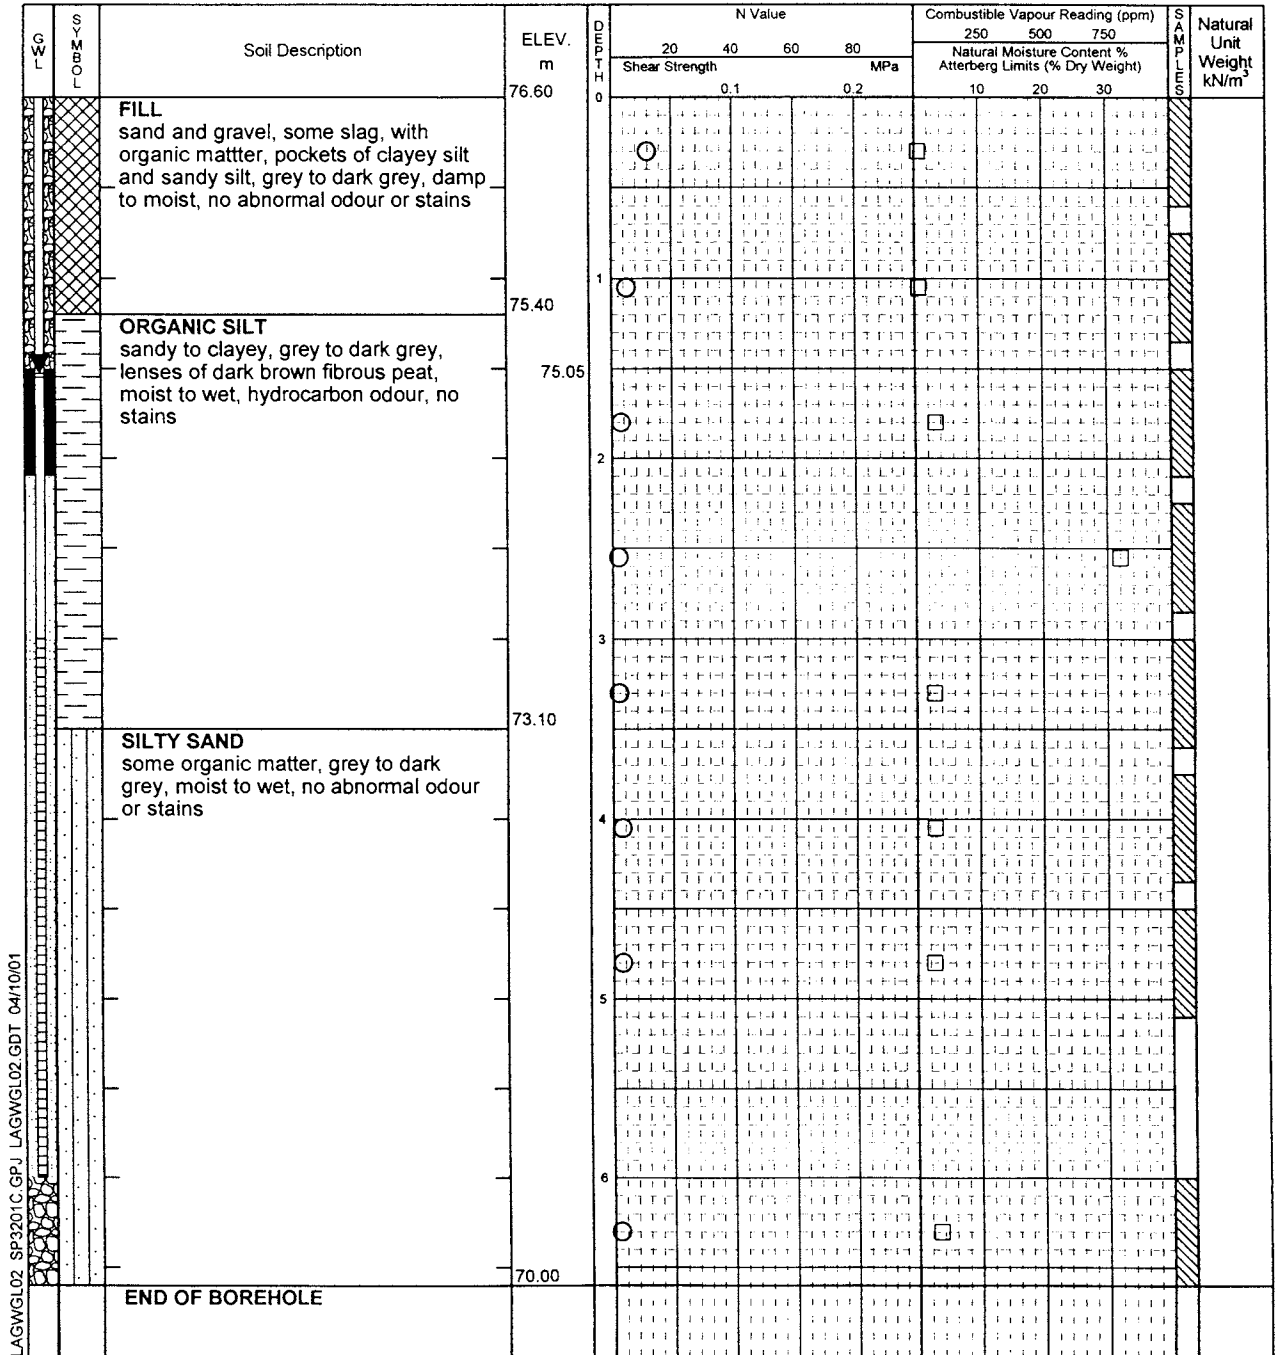 GWL
SYMBOL
Soil Description
ELEV.
m
DEPTH
N Value
20 40 60 80
Shear Strength MPa
0.1 0.2
Combustible Vapour Reading (ppm)
250 500 750
Natural Moisture Content %
Atterberg Limits (% Dry Weight)
10 20 30
SAMPLES
Natural
Unit
Weight
kN/m³
76.60
0
FILL
sand and gravel, some slag, with
organic mattter, pockets of clayey silt
and sandy silt, grey to dark grey, damp
to moist, no abnormal odour or stains
1
75.40
ORGANIC SILT
sandy to clayey, grey to dark grey,
lenses of dark brown fibrous peat,
moist to wet, hydrocarbon odour, no
stains
75.05
2
3
73.10
SILTY SAND
some organic matter, grey to dark
grey, moist to wet, no abnormal odour
or stains
4
5
6
70.00
END OF BOREHOLE
LAGWGL02 SP3201C.GPJ LAGWGL02.GDT 04/10/01